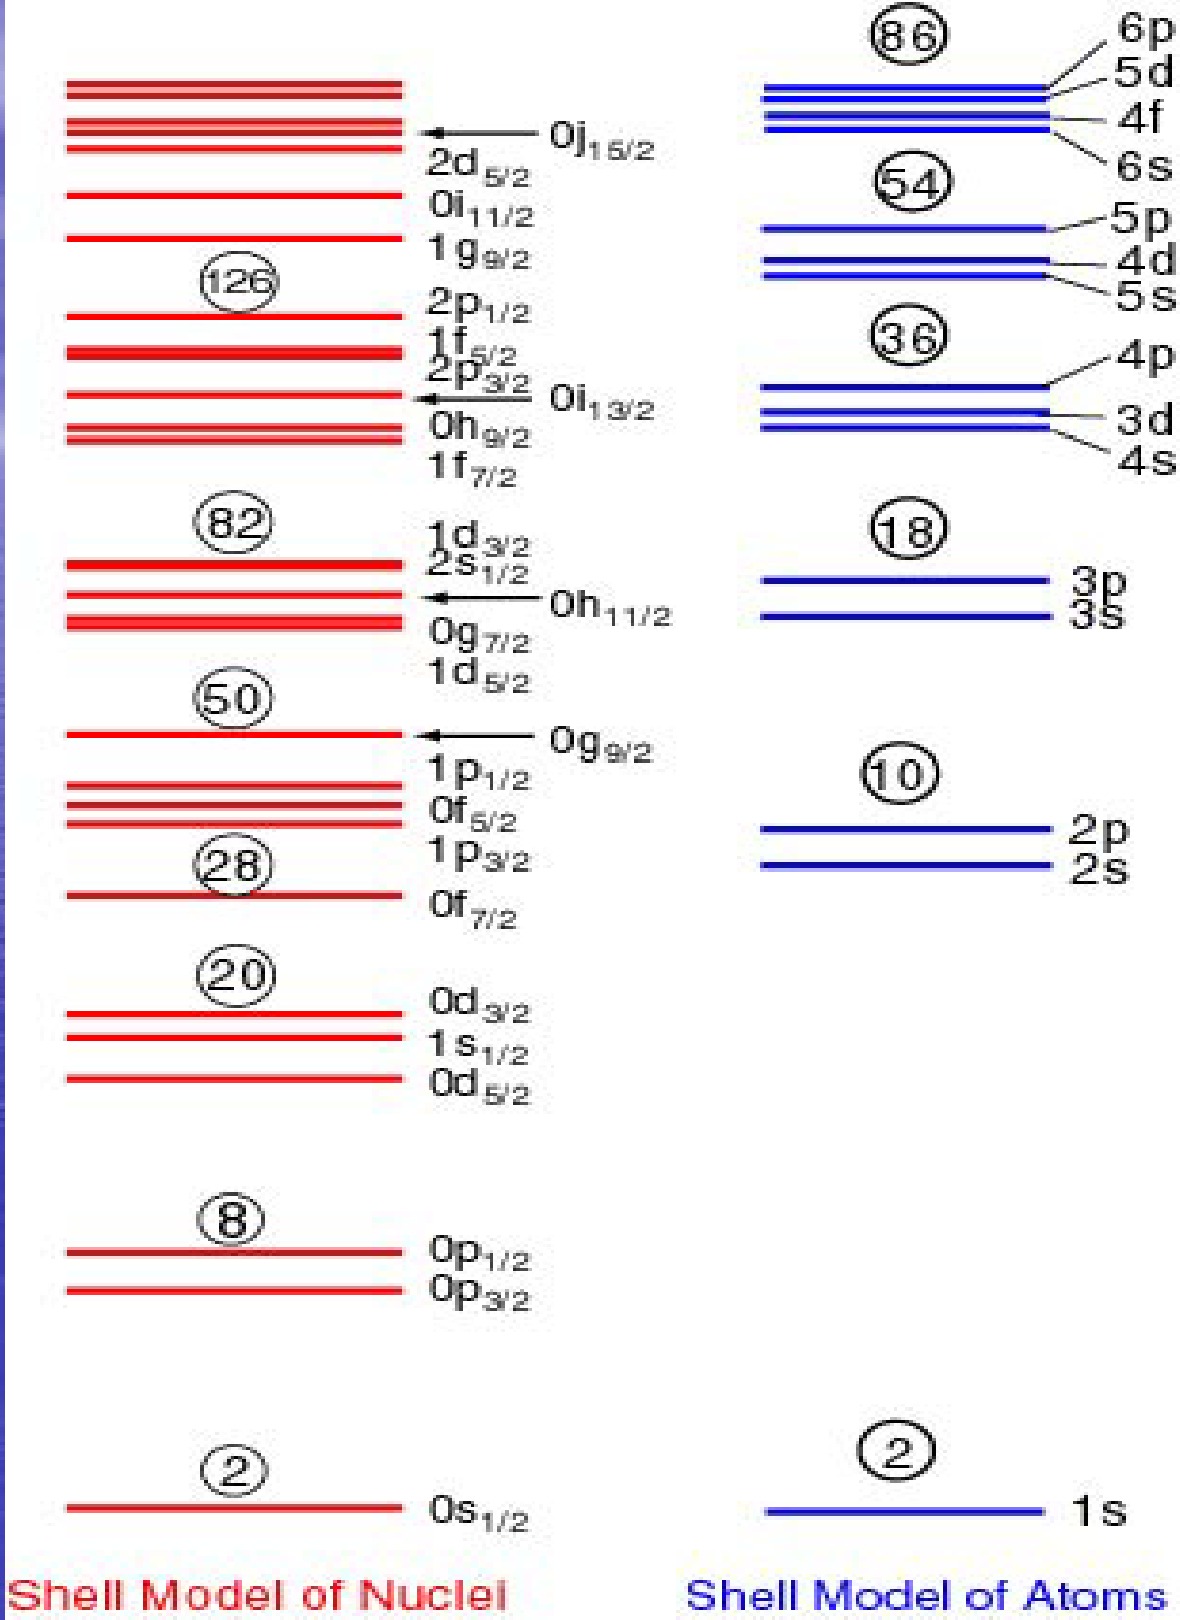 0j15/2
2d5/2
0i11/2
1g9/2
126
2p1/2
1f5/2
2p3/2
0i13/2
0h9/2
1f7/2
82
1d3/2
2s1/2
0h11/2
0g7/2
1d5/2
50
0g9/2
1p1/2
0f5/2
1p3/2
28
0f7/2
20
0d3/2
1s1/2
0d5/2
8
0p1/2
0p3/2
2
0s1/2
Shell Model of Nuclei
86
6p
5d
4f
6s
54
5p
4d
5s
36
4p
3d
4s
18
3p
3s
10
2p
2s
2
1s
Shell Model of Atoms